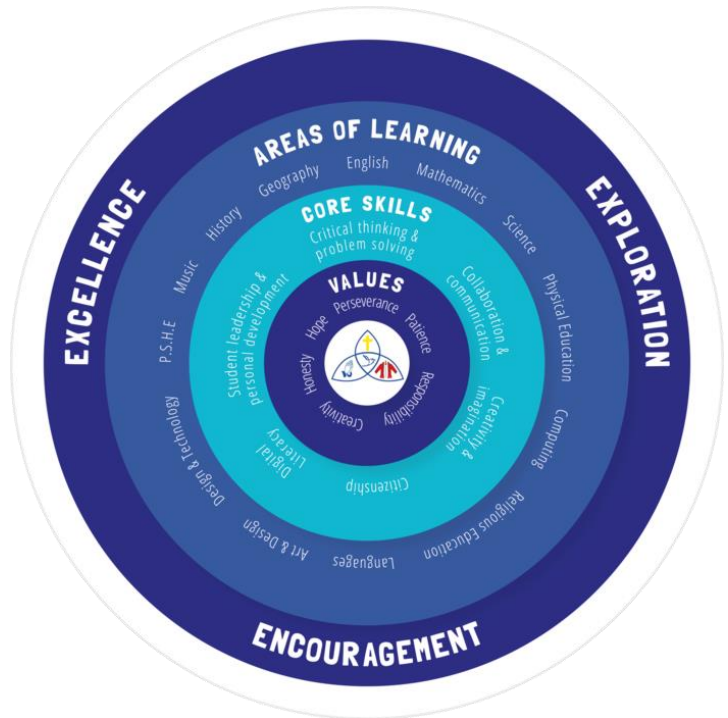 EXCELLENCE
EXPLORATION
ENCOURAGEMENT
AREAS OF LEARNING
English
Mathematics
Science
Physical Education
Computing
Religious Education
Languages
Art & Design
Design & Technology
P.S.H.E
Music
History
Geography
CORE SKILLS
Critical thinking &
problem solving
Collaboration &
communication
Creativity &
imagination
Citizenship
Digital
Literacy
Student leadership &
personal development
VALUES
Perseverance
Patience
Responsibility
Creativity
Honesty
Hope